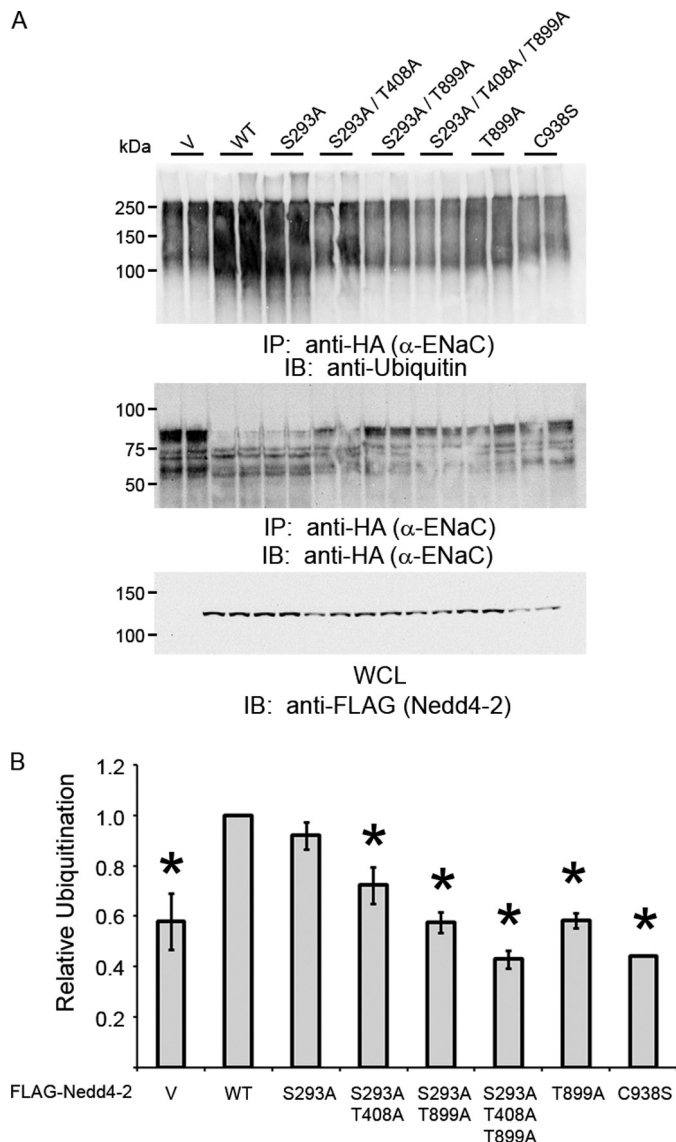 A
V WT S293A S293A / T408A S293A / T899A S293A / T408A / T899A T899A C938S
kDa
250
150
100
IP: anti-HA (α-ENaC)
IB: anti-Ubiquitin
100
75
50
IP: anti-HA (α-ENaC)
IB: anti-HA (α-ENaC)
150
100
WCL
IB: anti-FLAG (Nedd4-2)
B
Relative Ubiquitination
1.2
1.0
0.8
0.6
0.4
0.2
* * * * * *
FLAG-Nedd4-2 V WT S293A S293A S293A S293A T899A C938S
T408A T899A T408A
T899A